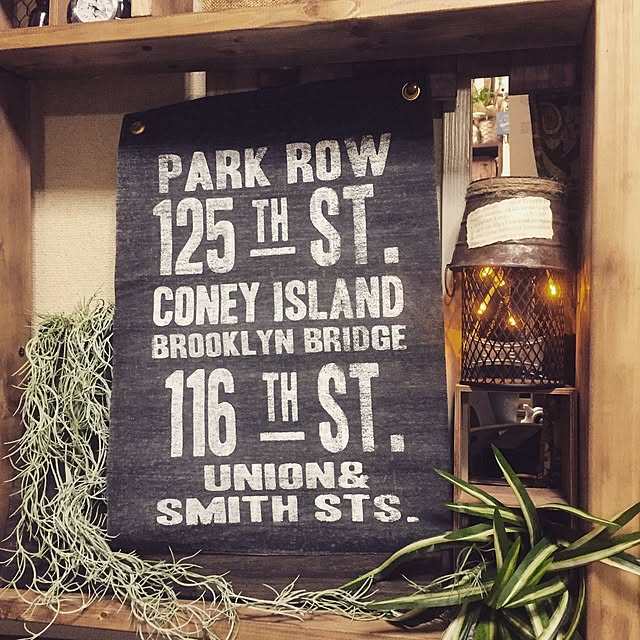 PARK ROW
125 TH ST.
CONEY ISLAND
BROOKLYN BRIDGE
116 TH ST.
UNION&
SMITH STS.